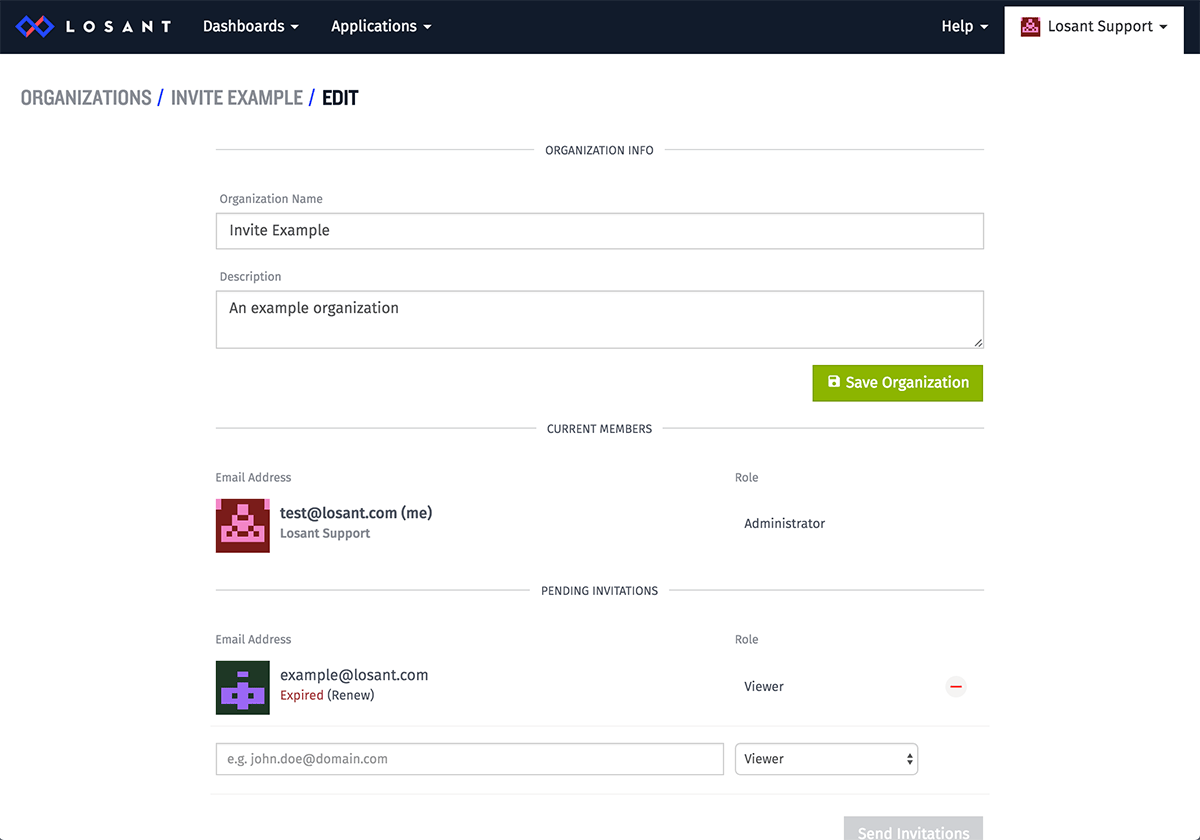 LOSANT Dashboards Applications Help Losant Support
ORGANIZATIONS / INVITE EXAMPLE / EDIT
ORGANIZATION INFO
Organization Name
Invite Example
Description
An example organization
Save Organization
CURRENT MEMBERS
Email Address Role
test@losant.com (me)
Losant Support
Administrator
PENDING INVITATIONS
Email Address Role
example@losant.com
Expired (Renew)
Viewer
e.g. john.doe@domain.com Viewer
Send Invitations